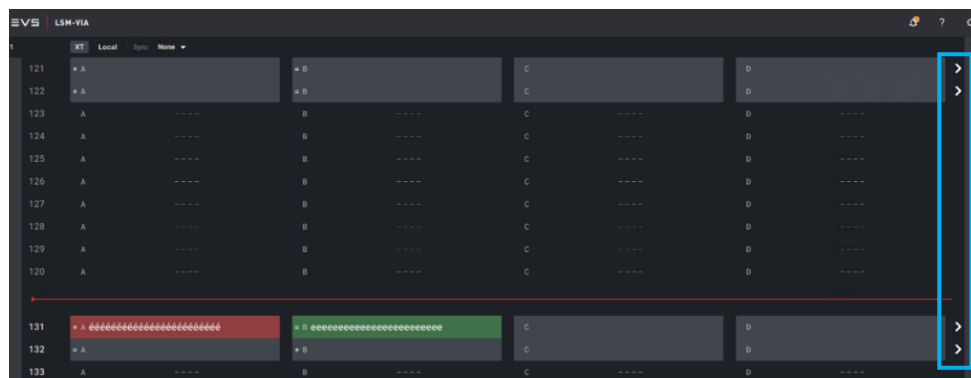 EVS LSM-VIA ?
1 XT Local Sync None
121 * A = B C D >
122 * A = B C D >
123 A ---- B ---- C ---- D ----
124 A ---- B ---- C ---- D ----
125 A ---- B ---- C ---- D ----
126 A ---- B ---- C ---- D ----
127 A ---- B ---- C ---- D ----
128 A ---- B ---- C ---- D ----
129 A ---- B ---- C ---- D ----
120 A ---- B ---- C ---- D ----
131 * A éééééééééééééééééééééééé = B eeeeeeeeeeeeeeeeeeeeeeee C D >
132 = A * B C D >
133 A ---- B ---- C ---- D ----